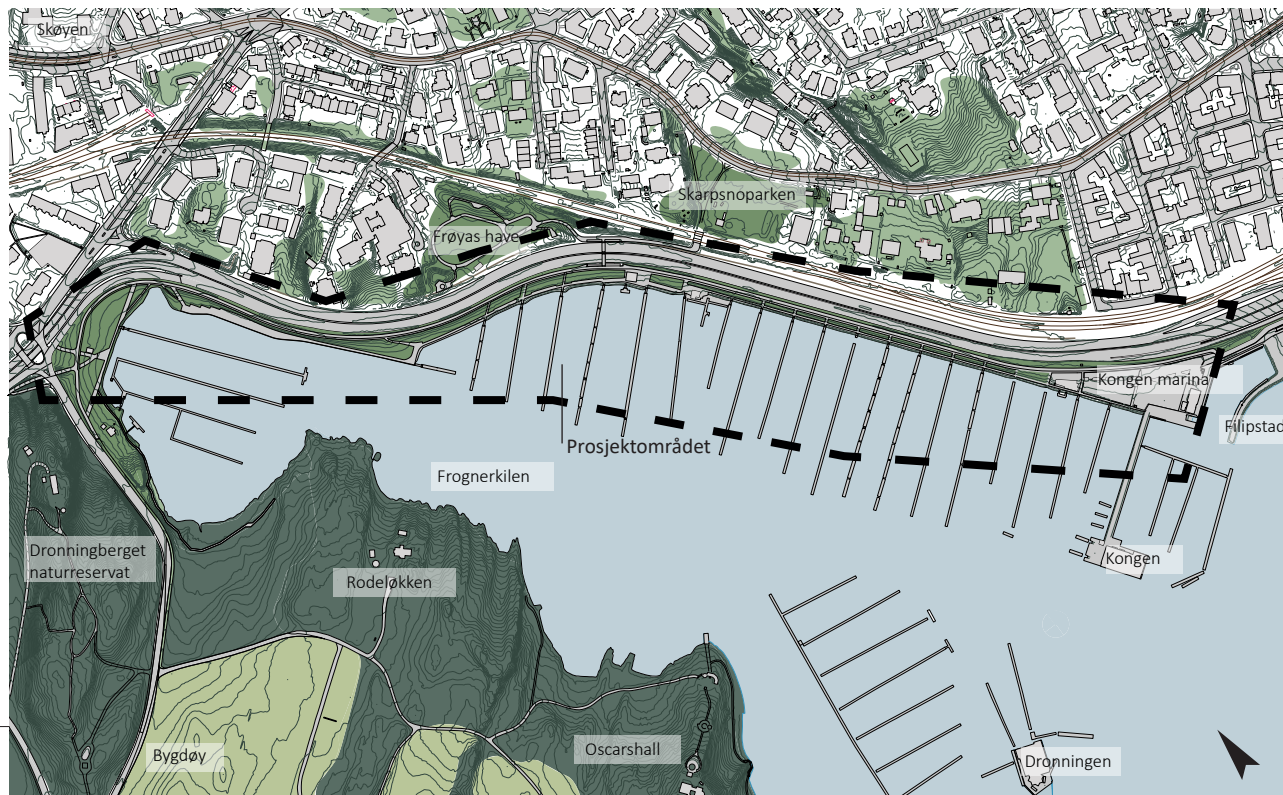 Skøyen
Skarpsnoparken
Frøyas have
Kongen marina
Filipstad
Prosjektområdet
Frognerkilen
Dronningberget
naturreservat
Kongen
Rodeløkken
Bygdøy
Oscarshall
Dronningen